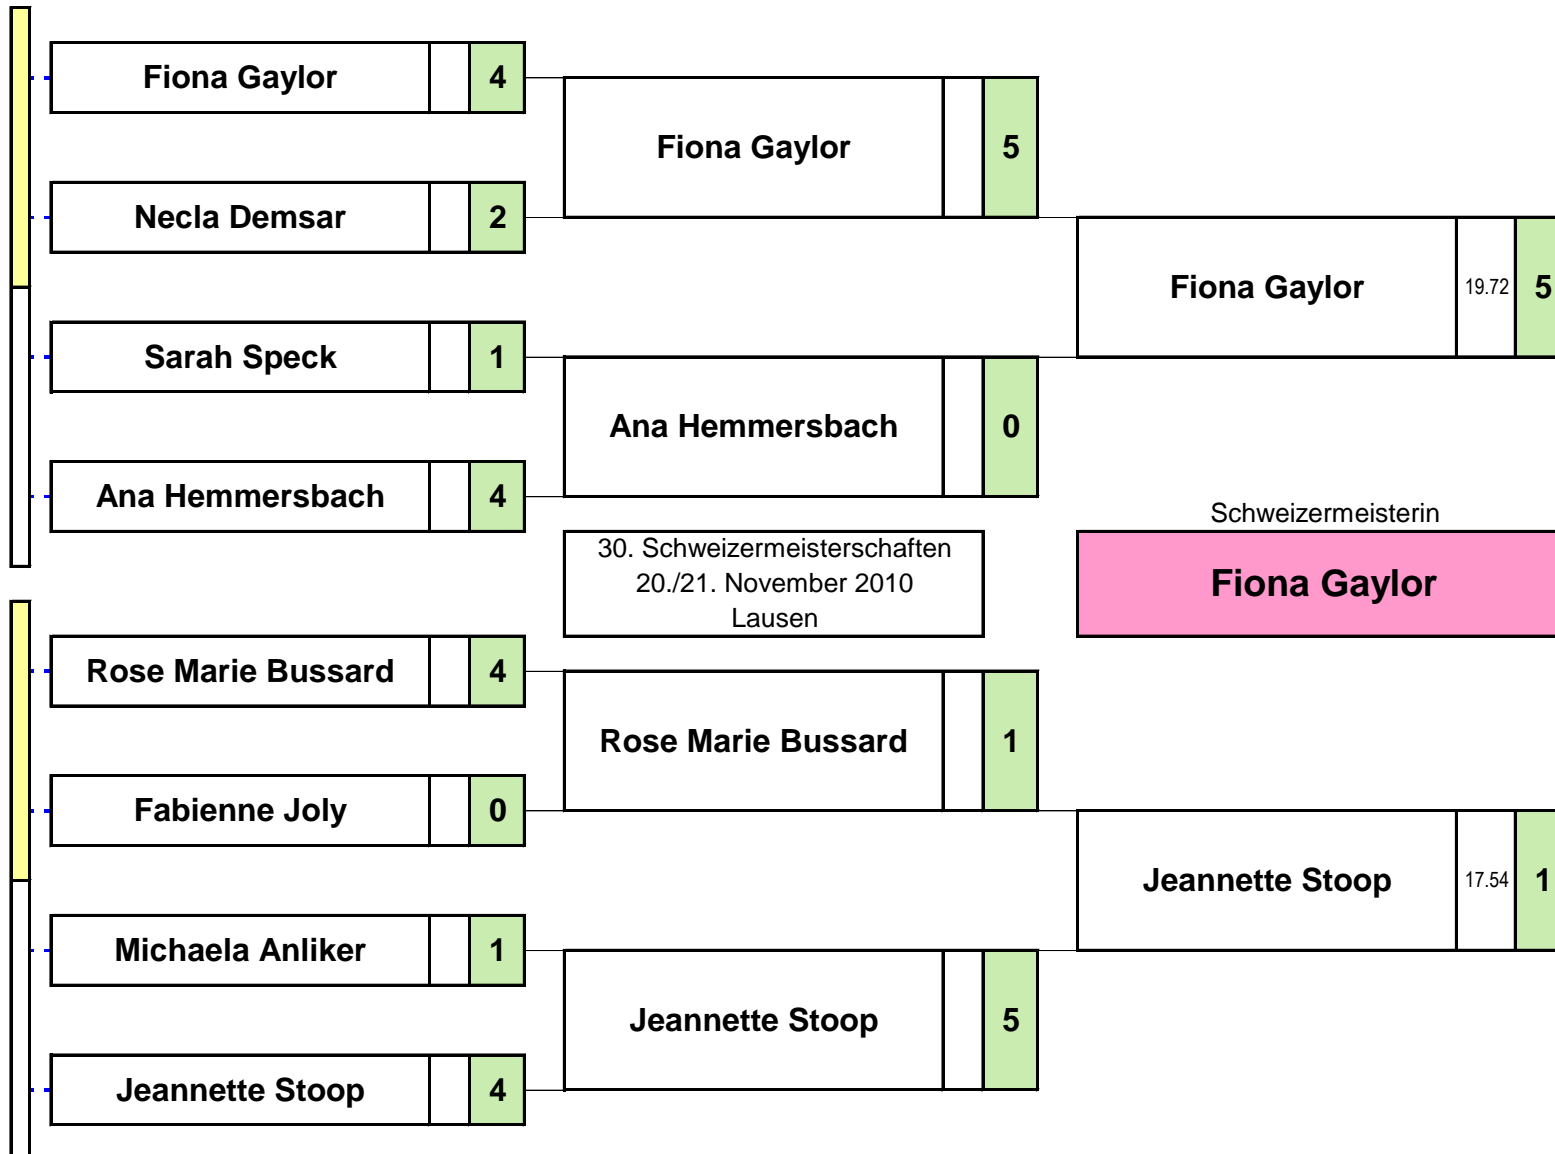 Fiona Gaylor 4
Necla Demsar 2
Sarah Speck 1
Ana Hemmersbach 4
Rose Marie Bussard 4
Fabienne Joly 0
Michaela Anliker 1
Jeannette Stoop 4
Fiona Gaylor 5
Ana Hemmersbach 0
30. Schweizermeisterschaften
20./21. November 2010
Lausen
Rose Marie Bussard 1
Jeannette Stoop 5
Fiona Gaylor 19.72 5
Schweizermeisterin
Fiona Gaylor
Jeannette Stoop 17.54 1